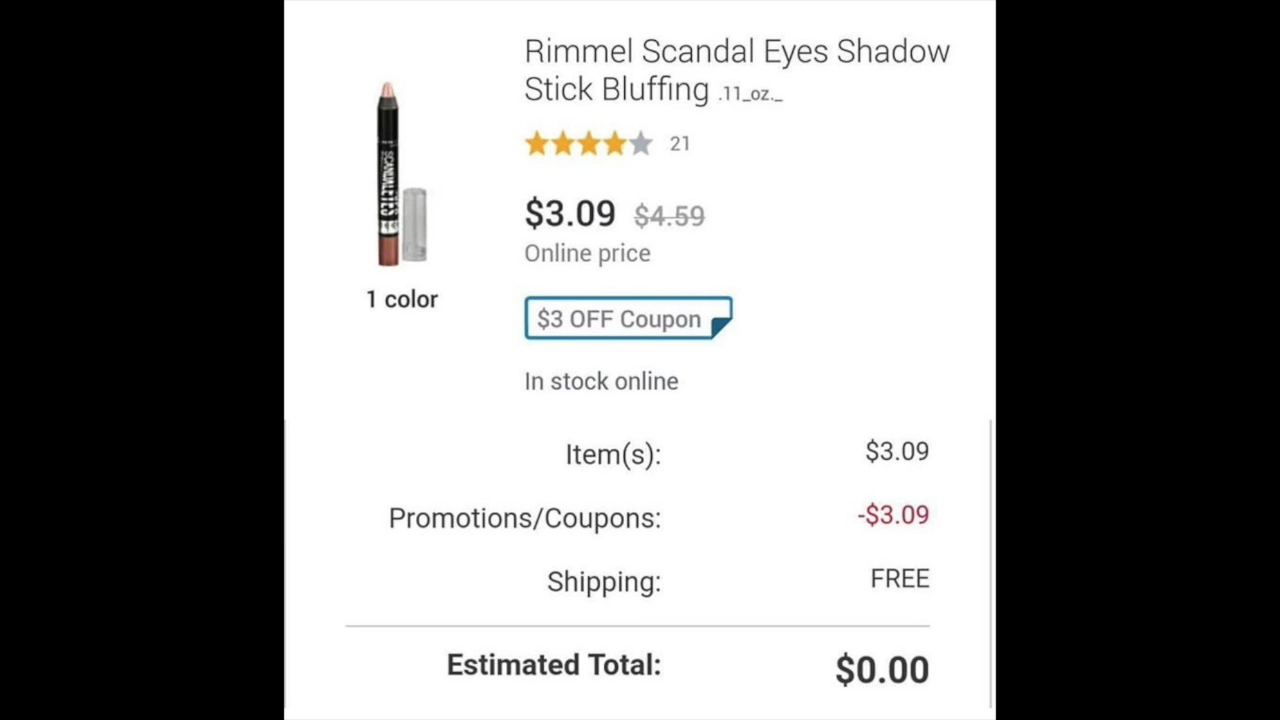 Rimmel Scandal Eyes Shadow
Stick Bluffing .11_oz._
21
$3.09 $4.59
Online price
SCANDALEYES
1 color
$3 OFF Coupon
In stock online
Item(s): $3.09
Promotions/Coupons: -$3.09
Shipping: FREE
Estimated Total: $0.00